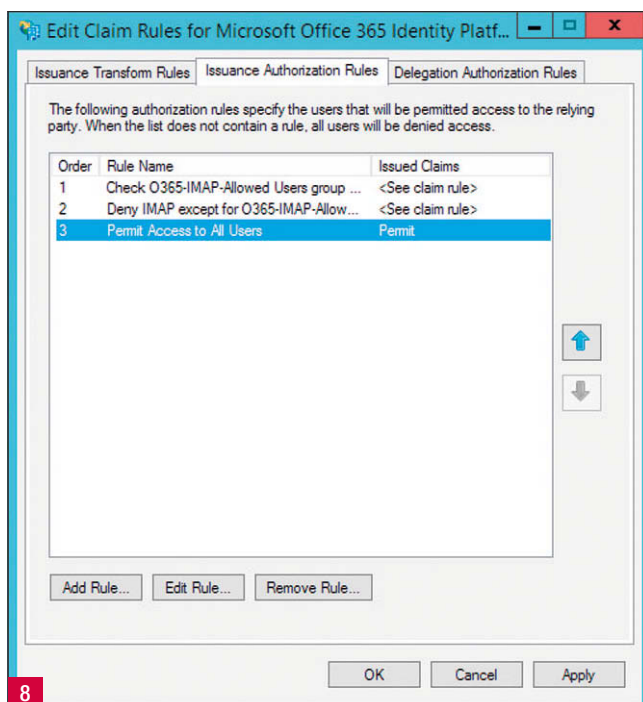 Edit Claim Rules for Microsoft Office 365 Identity Platf...
Issuance Transform Rules Issuance Authorization Rules Delegation Authorization Rules
The following authorization rules specify the users that will be permitted access to the relying
party. When the list does not contain a rule, all users will be denied access.
Order Rule Name Issued Claims
1 Check O365-IMAP-Allowed Users group ... <See claim rule>
2 Deny IMAP except for O365-IMAP-Allow... <See claim rule>
3 Permit Access to All Users Permit
Add Rule... Edit Rule... Remove Rule...
OK Cancel Apply
8